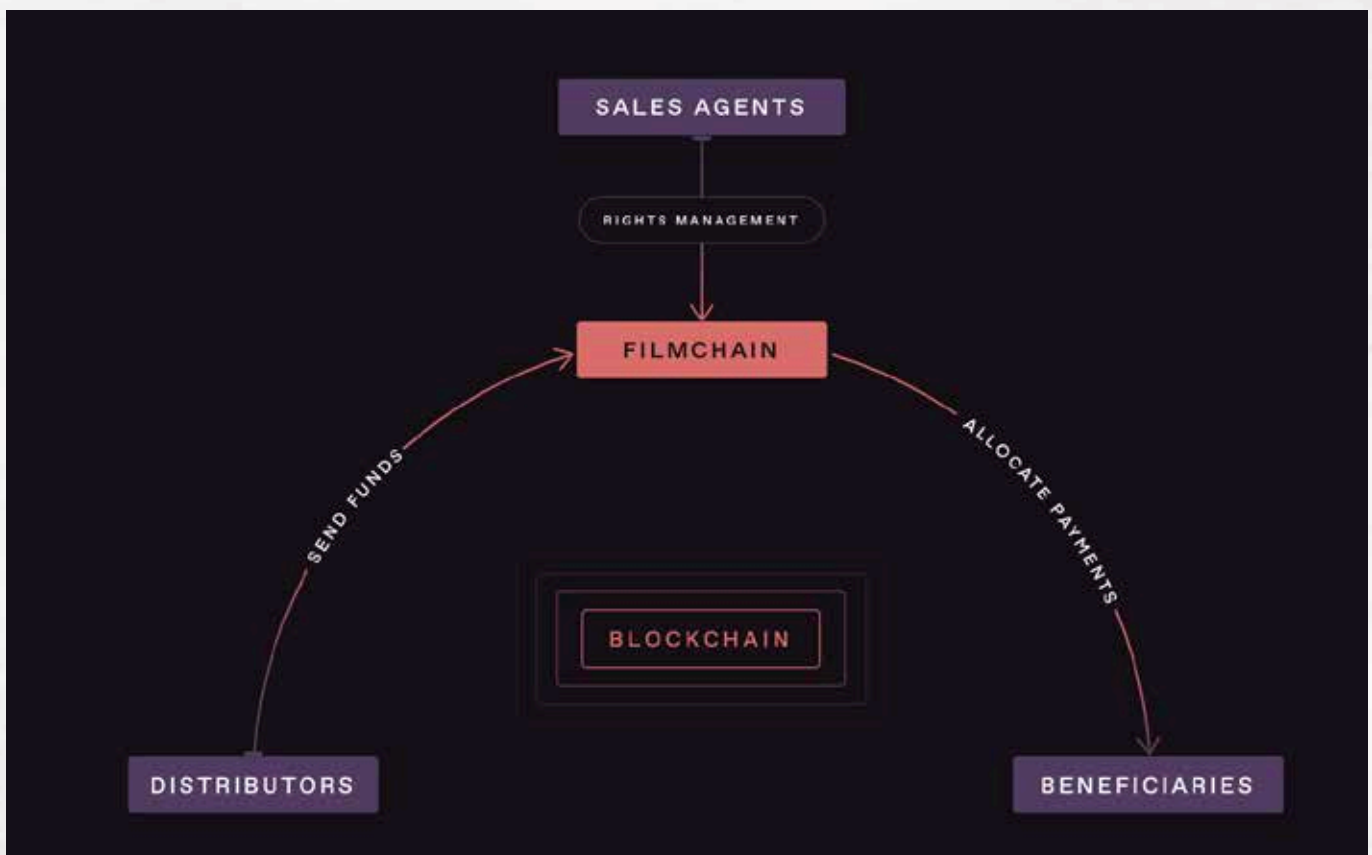 SALES AGENTS
RIGHTS MANAGEMENT
FILMCHAIN
SEND FUNDS
ALLOCATE PAYMENTS
BLOCKCHAIN
DISTRIBUTORS
BENEFICIARIES